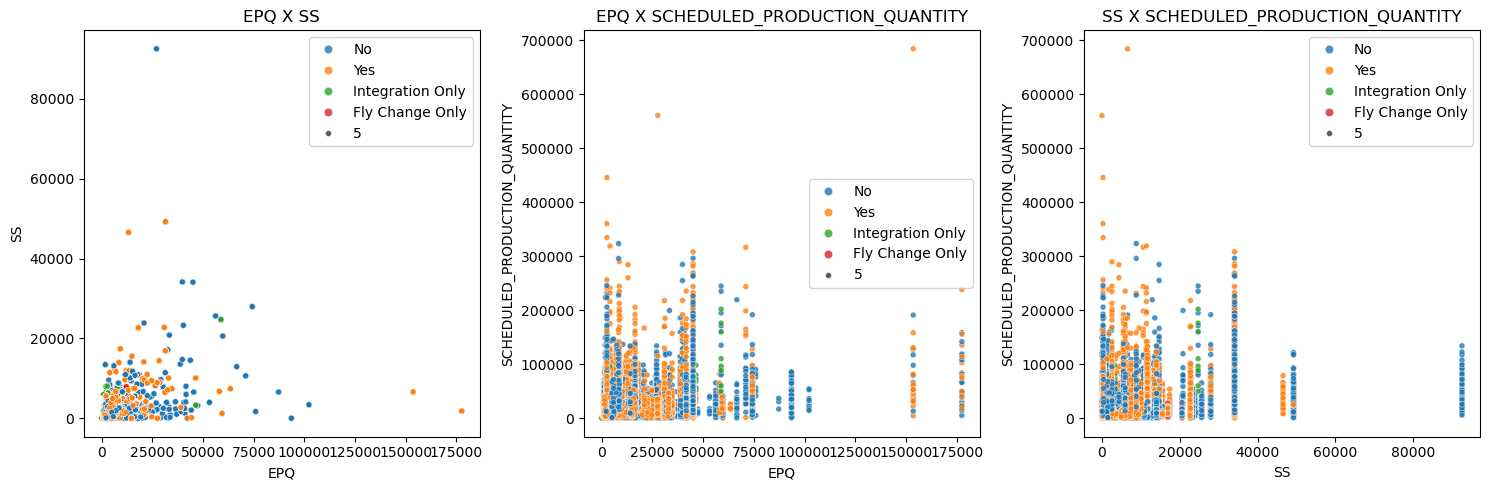 EPQ X SS
SS
80000
60000
40000
20000
0
0
25000
50000
75000
100000
125000
150000
175000
EPQ
No
Yes
Integration Only
Fly Change Only
5
EPQ X SCHEDULED_PRODUCTION_QUANTITY
SCHEDULED_PRODUCTION_QUANTITY
700000
600000
500000
400000
300000
200000
100000
0
0
25000
50000
75000
100000
125000
150000
175000
EPQ
No
Yes
Integration Only
Fly Change Only
5
SS X SCHEDULED_PRODUCTION_QUANTITY
SCHEDULED_PRODUCTION_QUANTITY
700000
600000
500000
400000
300000
200000
100000
0
0
20000
40000
60000
80000
SS
No
Yes
Integration Only
Fly Change Only
5